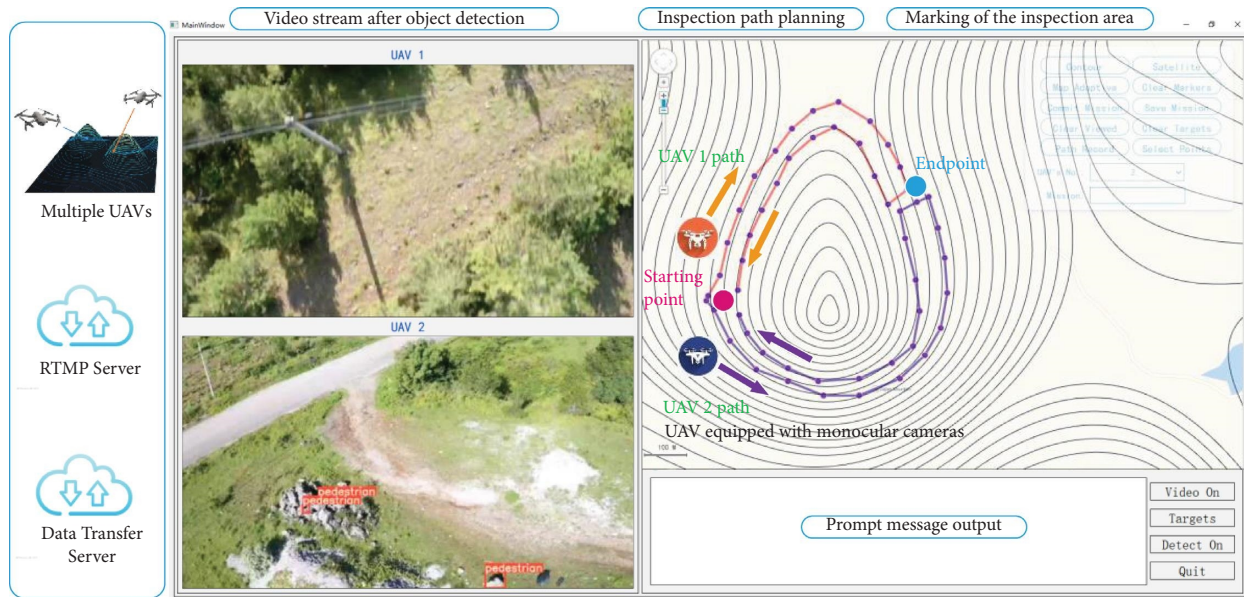 Video stream after object detection
Inspection path planning
Marking of the inspection area
MainWindow
UAV 1
UAV 2
Multiple UAVs
RTMP Server
Data Transfer
Server
Contour
Satellite
Map Adaptive
Clear Markers
Commit Mission
Save Mission
Clear Viewed
Clear Targets
Path Record
Select Points
2
Mission
UAV 1 path
Endpoint
Starting
point
UAV 2 path
UAV equipped with monocular cameras
100 M
pedestrian
pedestrian
pedestrian
Prompt message output
Video On
Targets
Detect On
Quit